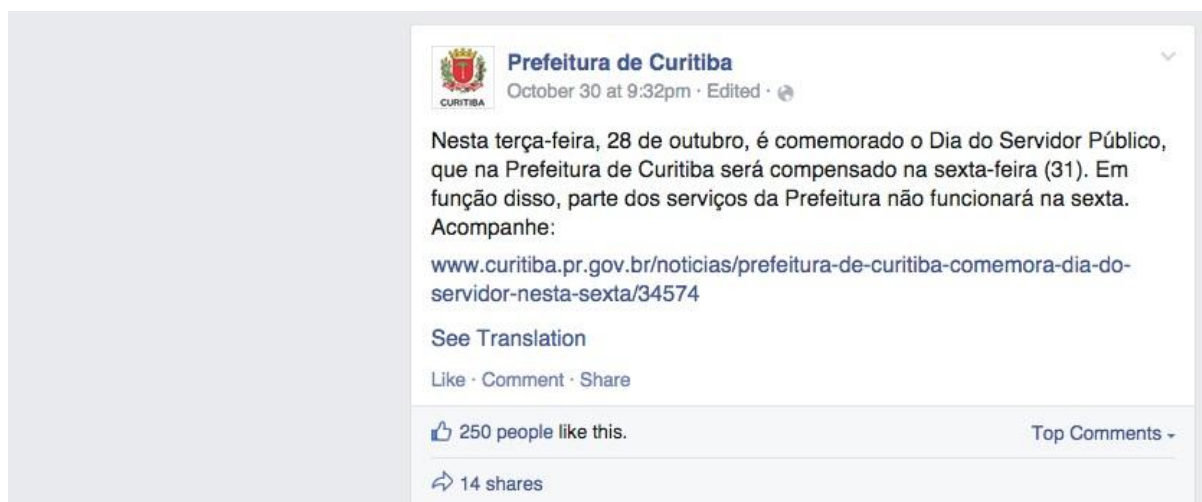 Prefeitura de Curitiba
October 30 at 9:32pm · Edited ·
CURITIBA
Nesta terça-feira, 28 de outubro, é comemorado o Dia do Servidor Público,
que na Prefeitura de Curitiba será compensado na sexta-feira (31). Em
função disso, parte dos serviços da Prefeitura não funcionará na sexta.
Acompanhe:
www.curitiba.pr.gov.br/noticias/prefeitura-de-curitiba-comemora-dia-do-
servidor-nesta-sexta/34574
See Translation
Like · Comment · Share
250 people like this.
Top Comments
14 shares